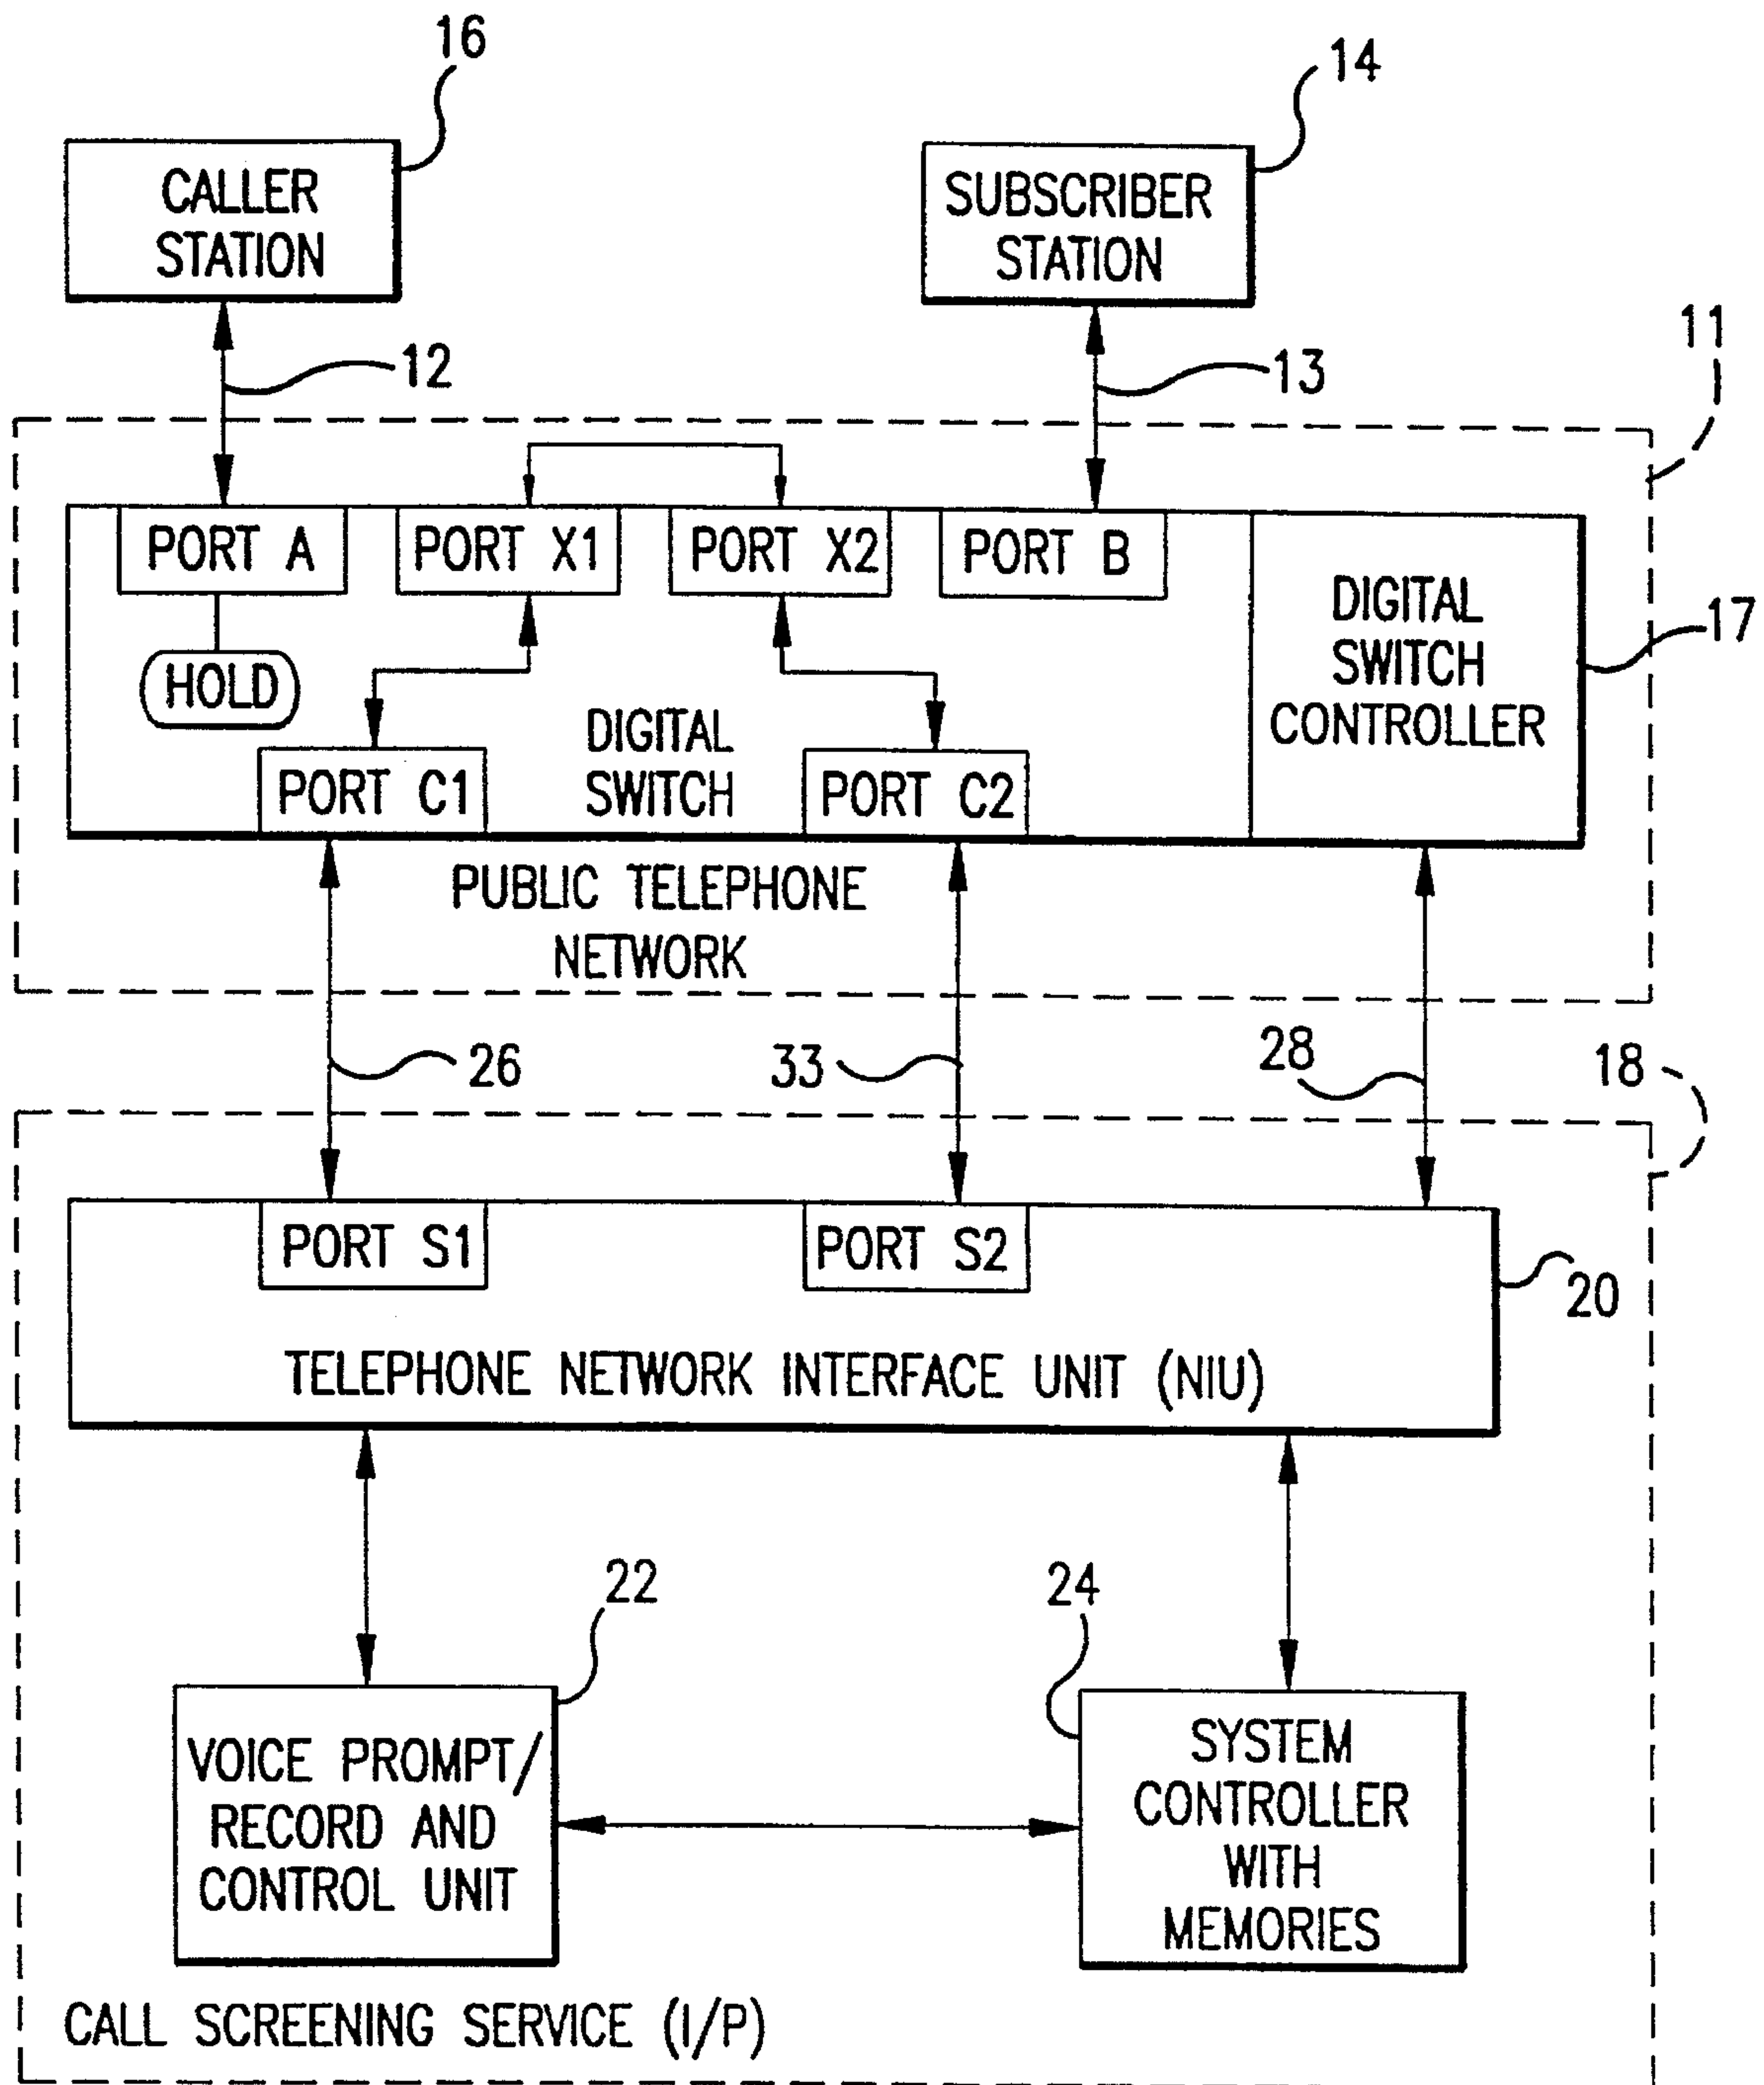 16
14
CALLER
STATION
SUBSCRIBER
STATION
11
12
13
PORT A
PORT X1
PORT X2
PORT B
DIGITAL
SWITCH
CONTROLLER
17
HOLD
DIGITAL
SWITCH
PORT C1
PORT C2
PUBLIC TELEPHONE
NETWORK
26
33
28
18
PORT S1
PORT S2
20
TELEPHONE NETWORK INTERFACE UNIT (NIU)
22
24
VOICE PROMPT/
RECORD AND
CONTROL UNIT
SYSTEM
CONTROLLER
WITH
MEMORIES
CALL SCREENING SERVICE (I/P)